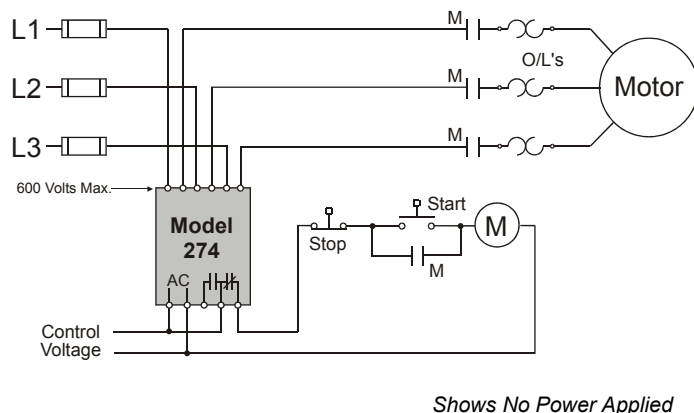 L1
M
O/L's
L2
M
Motor
L3
M
600 Volts Max.
Model
274
AC
Stop
Start
M
M
Control
Voltage
Shows No Power Applied